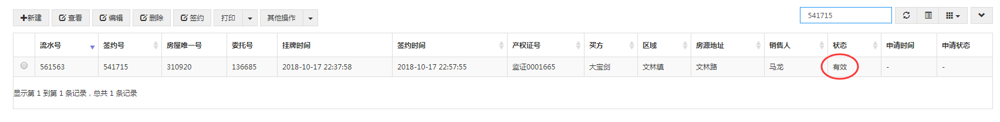 新建 查看 编辑 删除 签约 打印 其他操作 541715
流水号 签约号 房屋唯一号 委托号 挂牌时间 签约时间 产权证号 买方 区域 房源地址 销售人 状态 申请时间 申请状态
561563 541715 310920 136685 2018-10-17 22:37:58 2018-10-17 22:57:55 监证0001665 大宝剑 文林镇 文林路 马龙 有效 - -
显示第 1 到第 1 条记录，总共 1 条记录